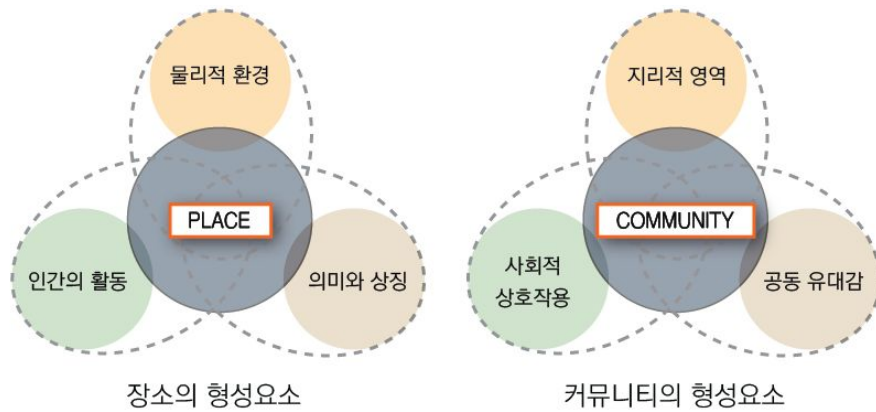 물리적 환경
PLACE
인간의 활동
의미와 상징
장소의 형성요소
지리적 영역
COMMUNITY
사회적
상호작용
공동 유대감
커뮤니티의 형성요소